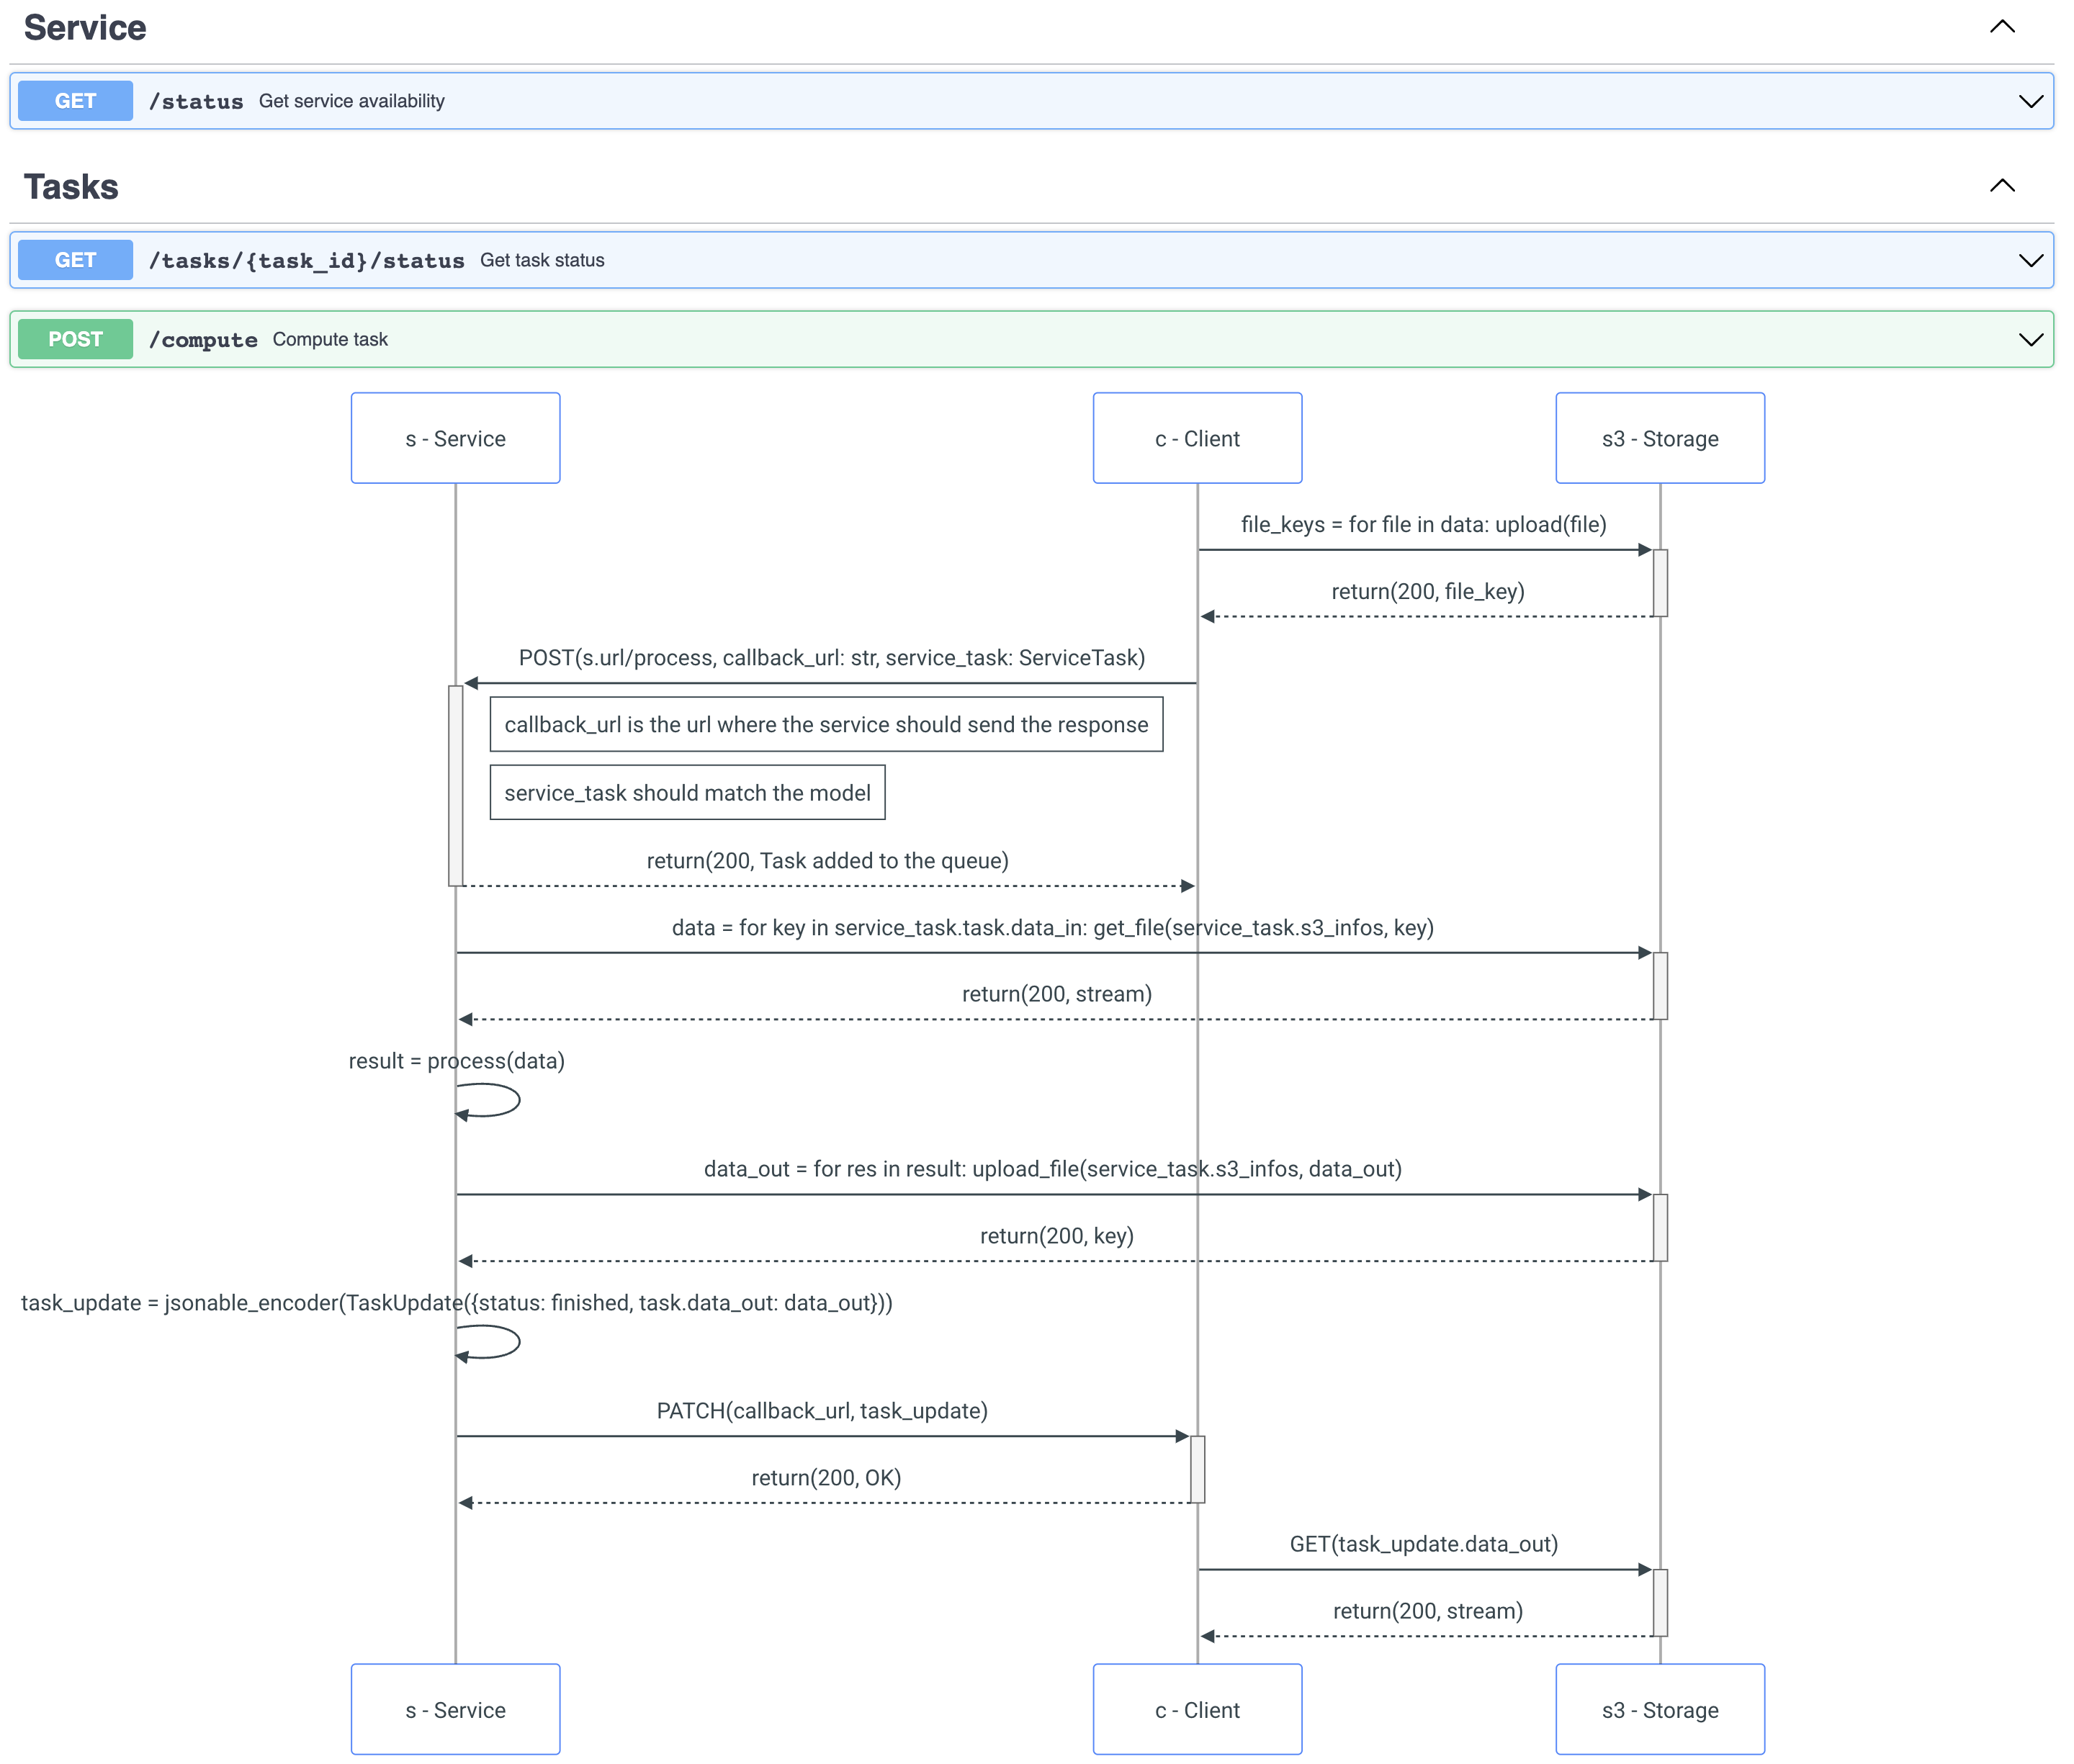 Service
GET /status Get service availability
Tasks
GET /tasks/{task_id}/status Get task status
POST /compute Compute task
s - Service
c - Client
s3 - Storage
file_keys = for file in data: upload(file)
return(200, file_key)
POST(s.url/process, callback_url: str, service_task: ServiceTask)
callback_url is the url where the service should send the response
service_task should match the model
return(200, Task added to the queue)
data = for key in service_task.task.data_in: get_file(service_task.s3_infos, key)
return(200, stream)
result = process(data)
data_out = for res in result: upload_file(service_task.s3_infos, data_out)
return(200, key)
task_update = jsonable_encoder(TaskUpdate({status: finished, task.data_out: data_out}))
PATCH(callback_url, task_update)
return(200, OK)
GET(task_update.data_out)
return(200, stream)
s - Service
c - Client
s3 - Storage